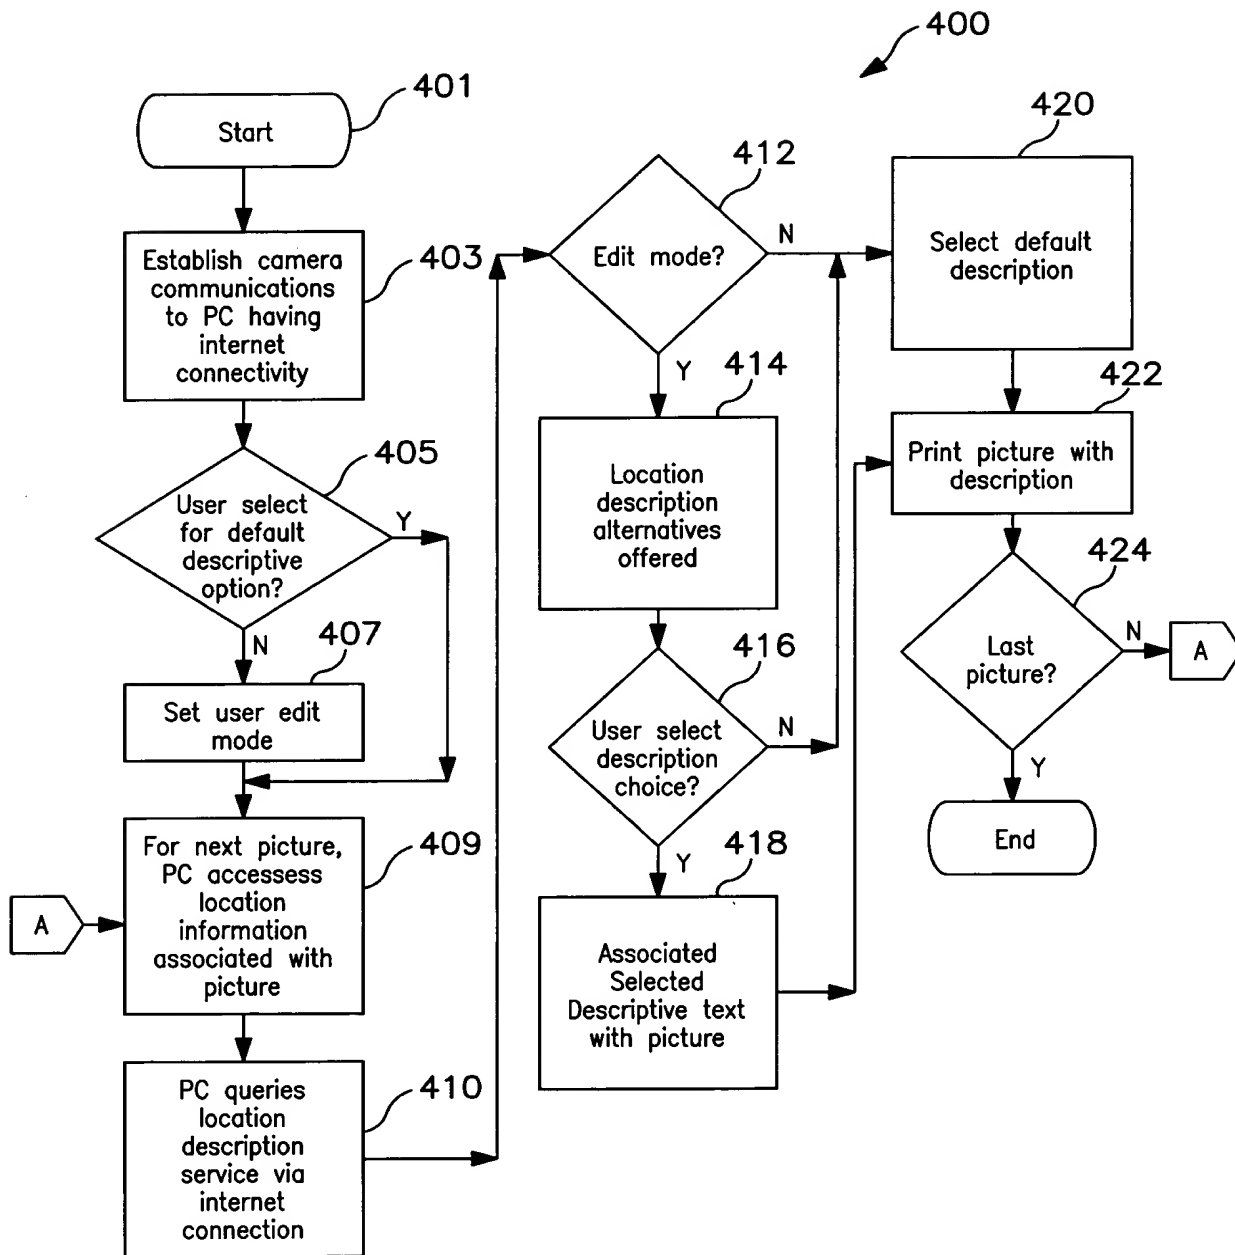 400
401
Start
403
Establish camera
communications
to PC having
internet
connectivity
405
User select
for default
descriptive
option?
Y
N
407
Set user edit
mode
409
For next picture,
PC accessess
location
information
associated with
picture
A
410
PC queries
location
description
service via
internet
connection
412
Edit mode?
N
Y
414
Location
description
alternatives
offered
416
User select
description
choice?
N
Y
418
Associated
Selected
Descriptive text
with picture
420
Select default
description
422
Print picture with
description
424
Last
picture?
N
A
Y
End